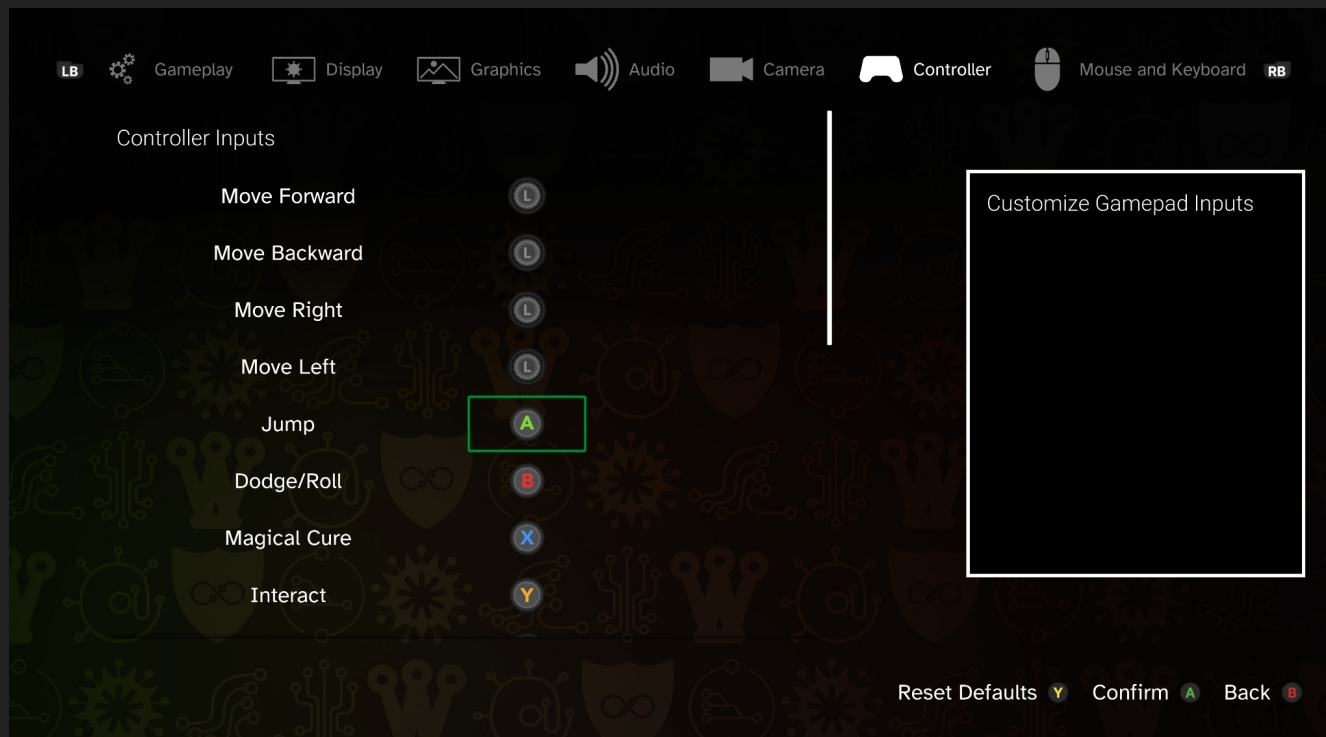 LB Gameplay Display Graphics Audio Camera Controller Mouse and Keyboard RB
Controller Inputs
Move Forward L
Customize Gamepad Inputs
Move Backward L
Move Right L
Move Left L
Jump A
Dodge/Roll B
Magical Cure X
Interact Y
Reset Defaults Y Confirm A Back B